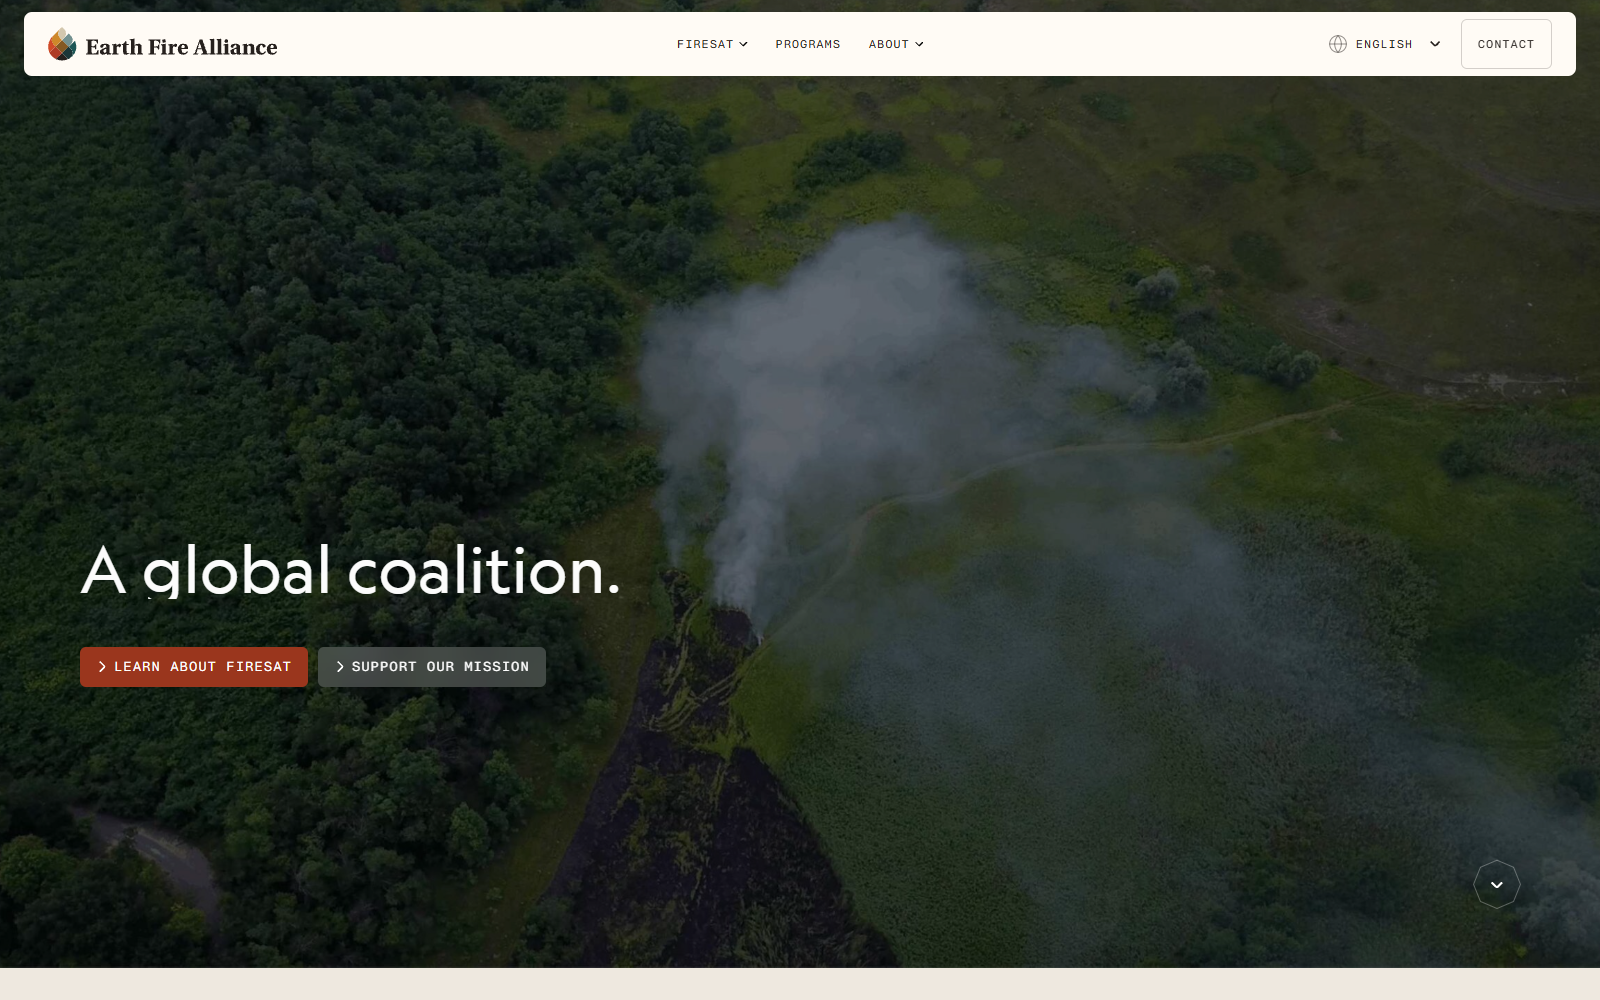 Earth Fire Alliance
FIRESAT
PROGRAMS
ABOUT
ENGLISH
CONTACT
A global coalition.
LEARN ABOUT FIRESAT
SUPPORT OUR MISSION